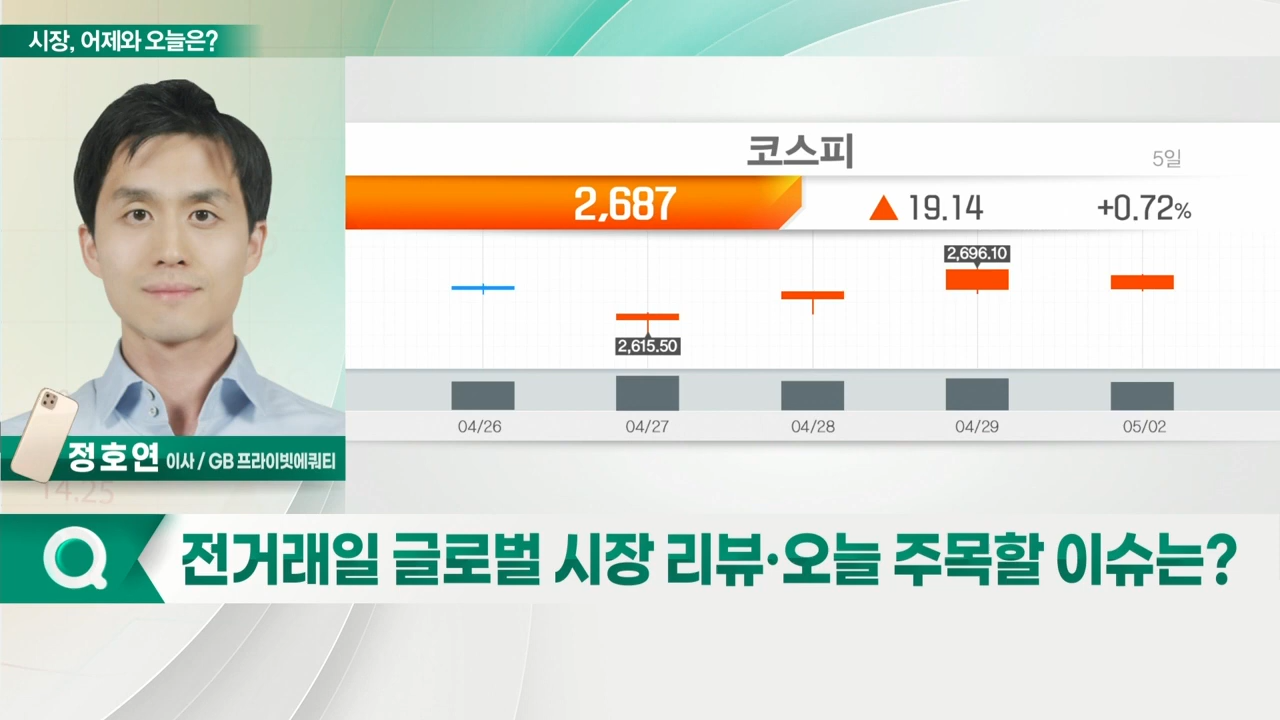 시장, 어제와 오늘은?
코스피
5일
2,687 ▲ 19.14 +0.72%
2,696.10
2,615.50
04/26 04/27 04/28 04/29 05/02
정호연 이사 / GB 프라이빗에쿼티
14.25
전거래일 글로벌 시장 리뷰·오늘 주목할 이슈는?